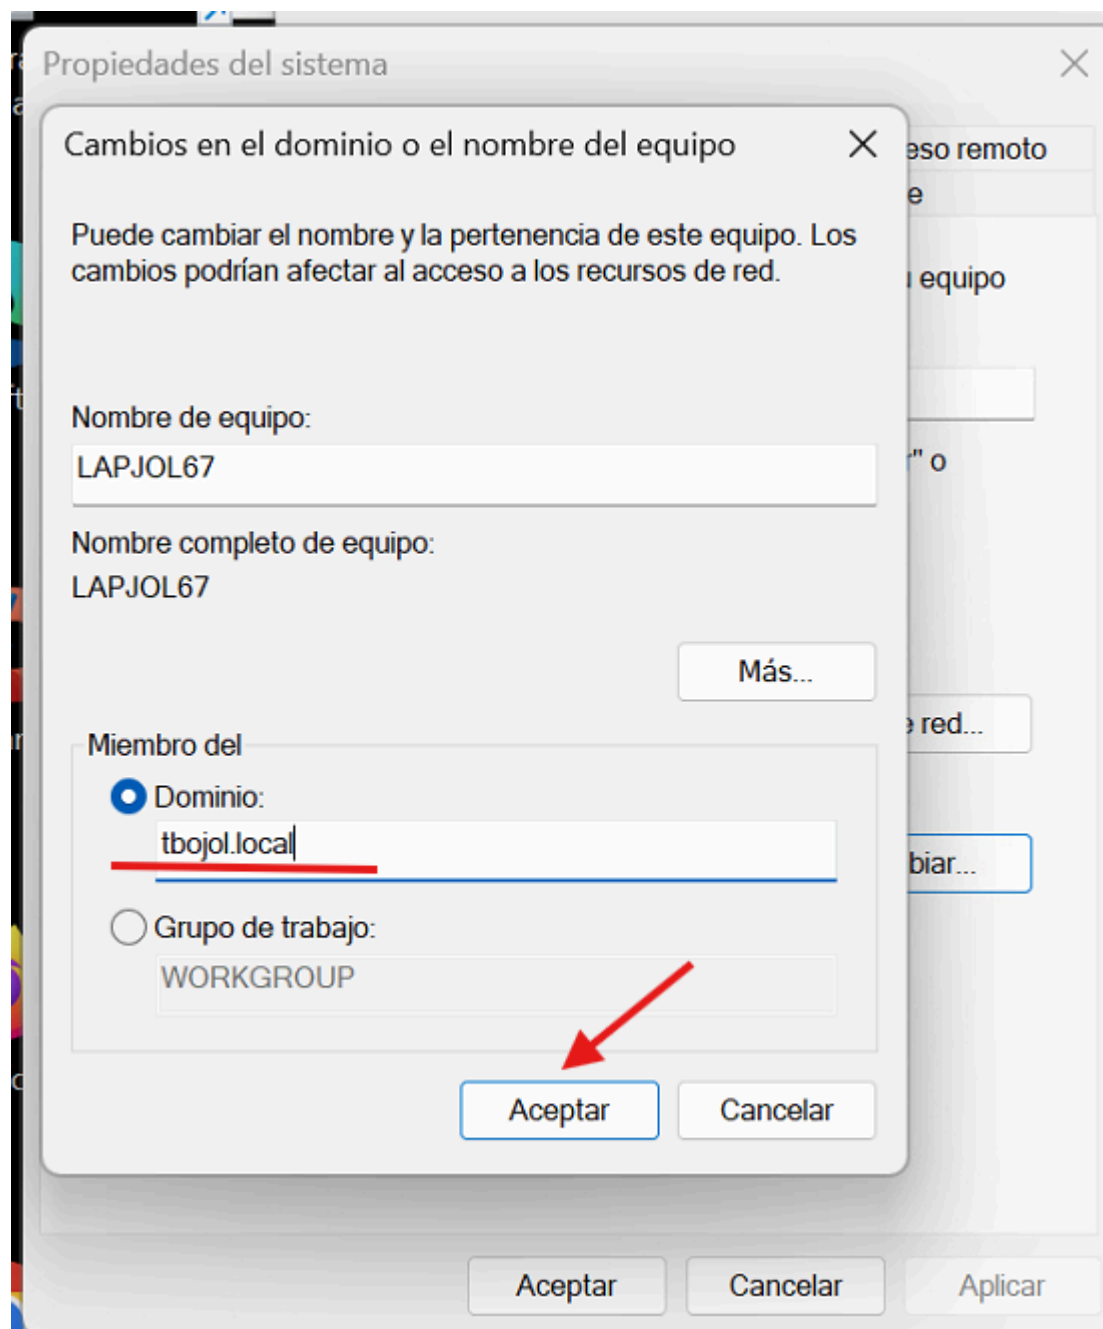 Propiedades del sistema
Cambios en el dominio o el nombre del equipo
eso remoto
e
Puede cambiar el nombre y la pertenencia de este equipo. Los
cambios podrían afectar al acceso a los recursos de red.
equipo
Nombre de equipo:
LAPJOL67
" o
Nombre completo de equipo:
LAPJOL67
Más...
Miembro del
red...
Dominio:
tbojol.local
biar...
Grupo de trabajo:
WORKGROUP
Aceptar
Cancelar
Aceptar
Cancelar
Aplicar